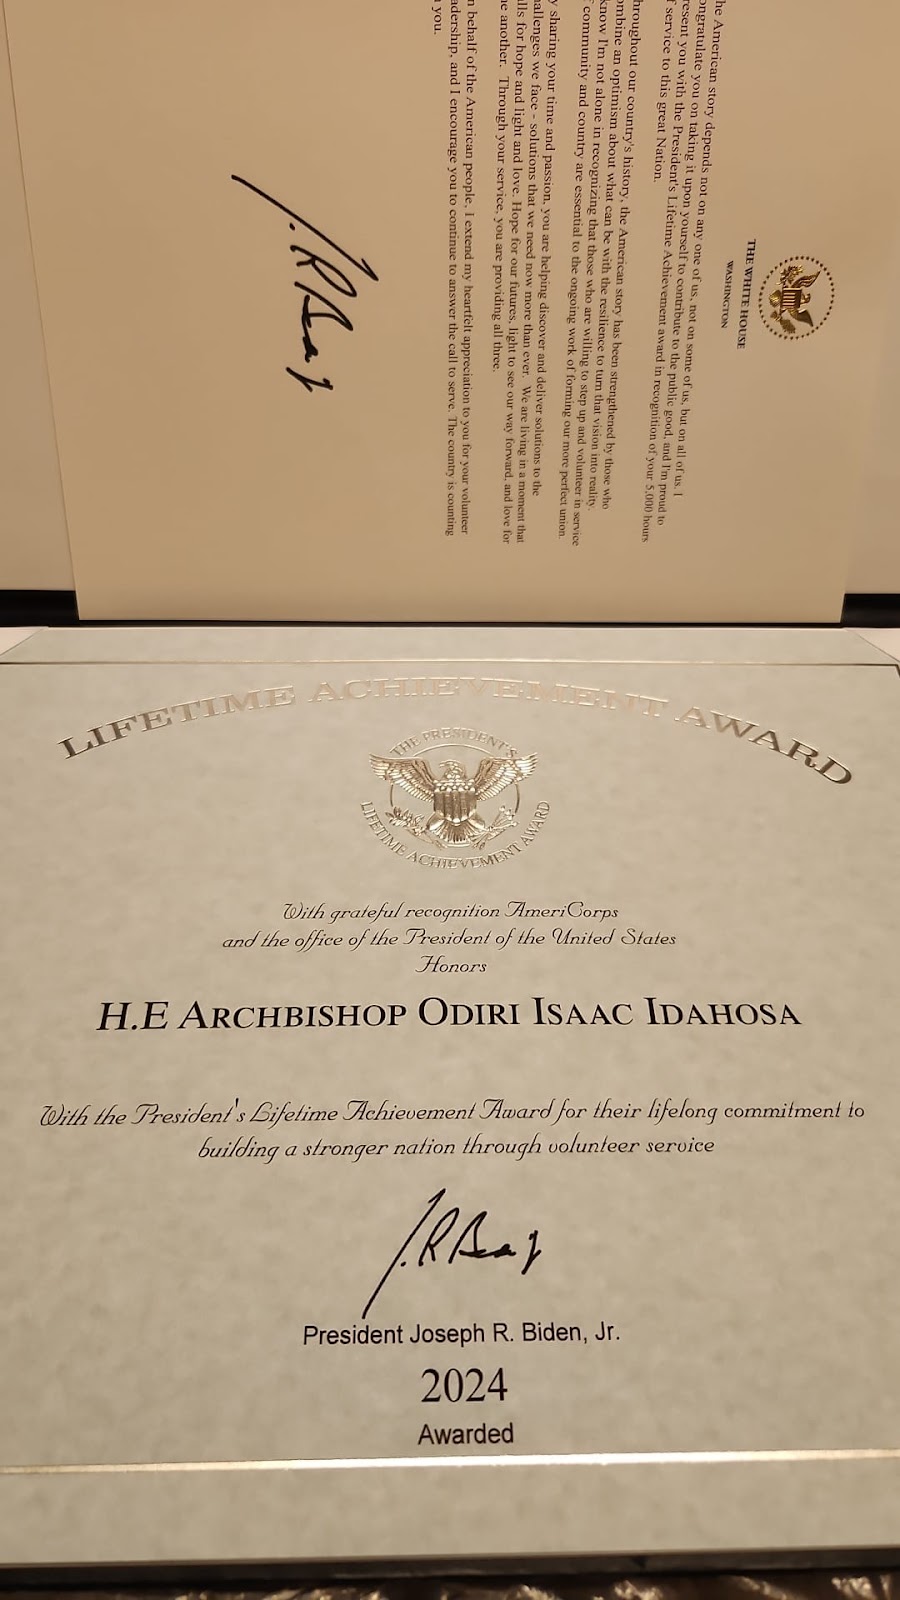 THE WHITE HOUSE
WASHINGTON
he American story depends not on any one of us, not on some of us, but on all of us. I
ongratulate you on taking it upon yourself to contribute to the public good, and I'm proud to
resent you with the President's Lifetime Achievement award in recognition of your 5,000 hours
f service to this great Nation.
hroughout our country's history, the American story has been strengthened by those who
ombine an optimism about what can be with the resilience to turn that vision into reality.
know I'm not alone in recognizing that those who are willing to step up and volunteer in service
community and country are essential to the ongoing work of forming our more perfect union.
y sharing your time and passion, you are helping discover and deliver solutions to the
hallenges we face - solutions that we need now more than ever. We are living in a moment that
lls for hope and light and love. Hope for our futures, light to see our way forward, and love for
ne another. Through your service, you are providing all three.
n behalf of the American people, I extend my heartfelt appreciation to you for your volunteer
adership, and I encourage you to continue to answer the call to serve. The country is counting
you.
LIFETIME ACHIEVEMENT AWARD
THE PRESIDENT'S
LIFETIME ACHIEVEMENT AWARD
With grateful recognition AmeriCorps
and the office of the President of the United States
Honors
H.E ARCHBISHOP ODIRI ISAAC IDAHOSA
With the President's Lifetime Achievement Award for their lifelong commitment to
building a stronger nation through volunteer service
President Joseph R. Biden, Jr.
2024
Awarded